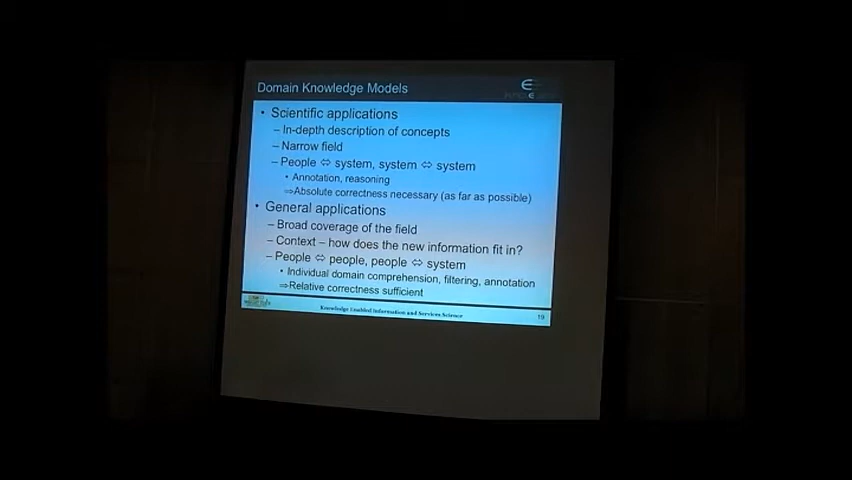 Domain Knowledge Models
• Scientific applications
– In-depth description of concepts
– Narrow field
– People ⇔ system, system ⇔ system
• Annotation, reasoning
⇒Absolute correctness necessary (as far as possible)
• General applications
– Broad coverage of the field
– Context – how does the new information fit in?
– People ⇔ people, people ⇔ system
• Individual domain comprehension, filtering, annotation
⇒Relative correctness sufficient
Knowledge Enabled Information and Services Science
19